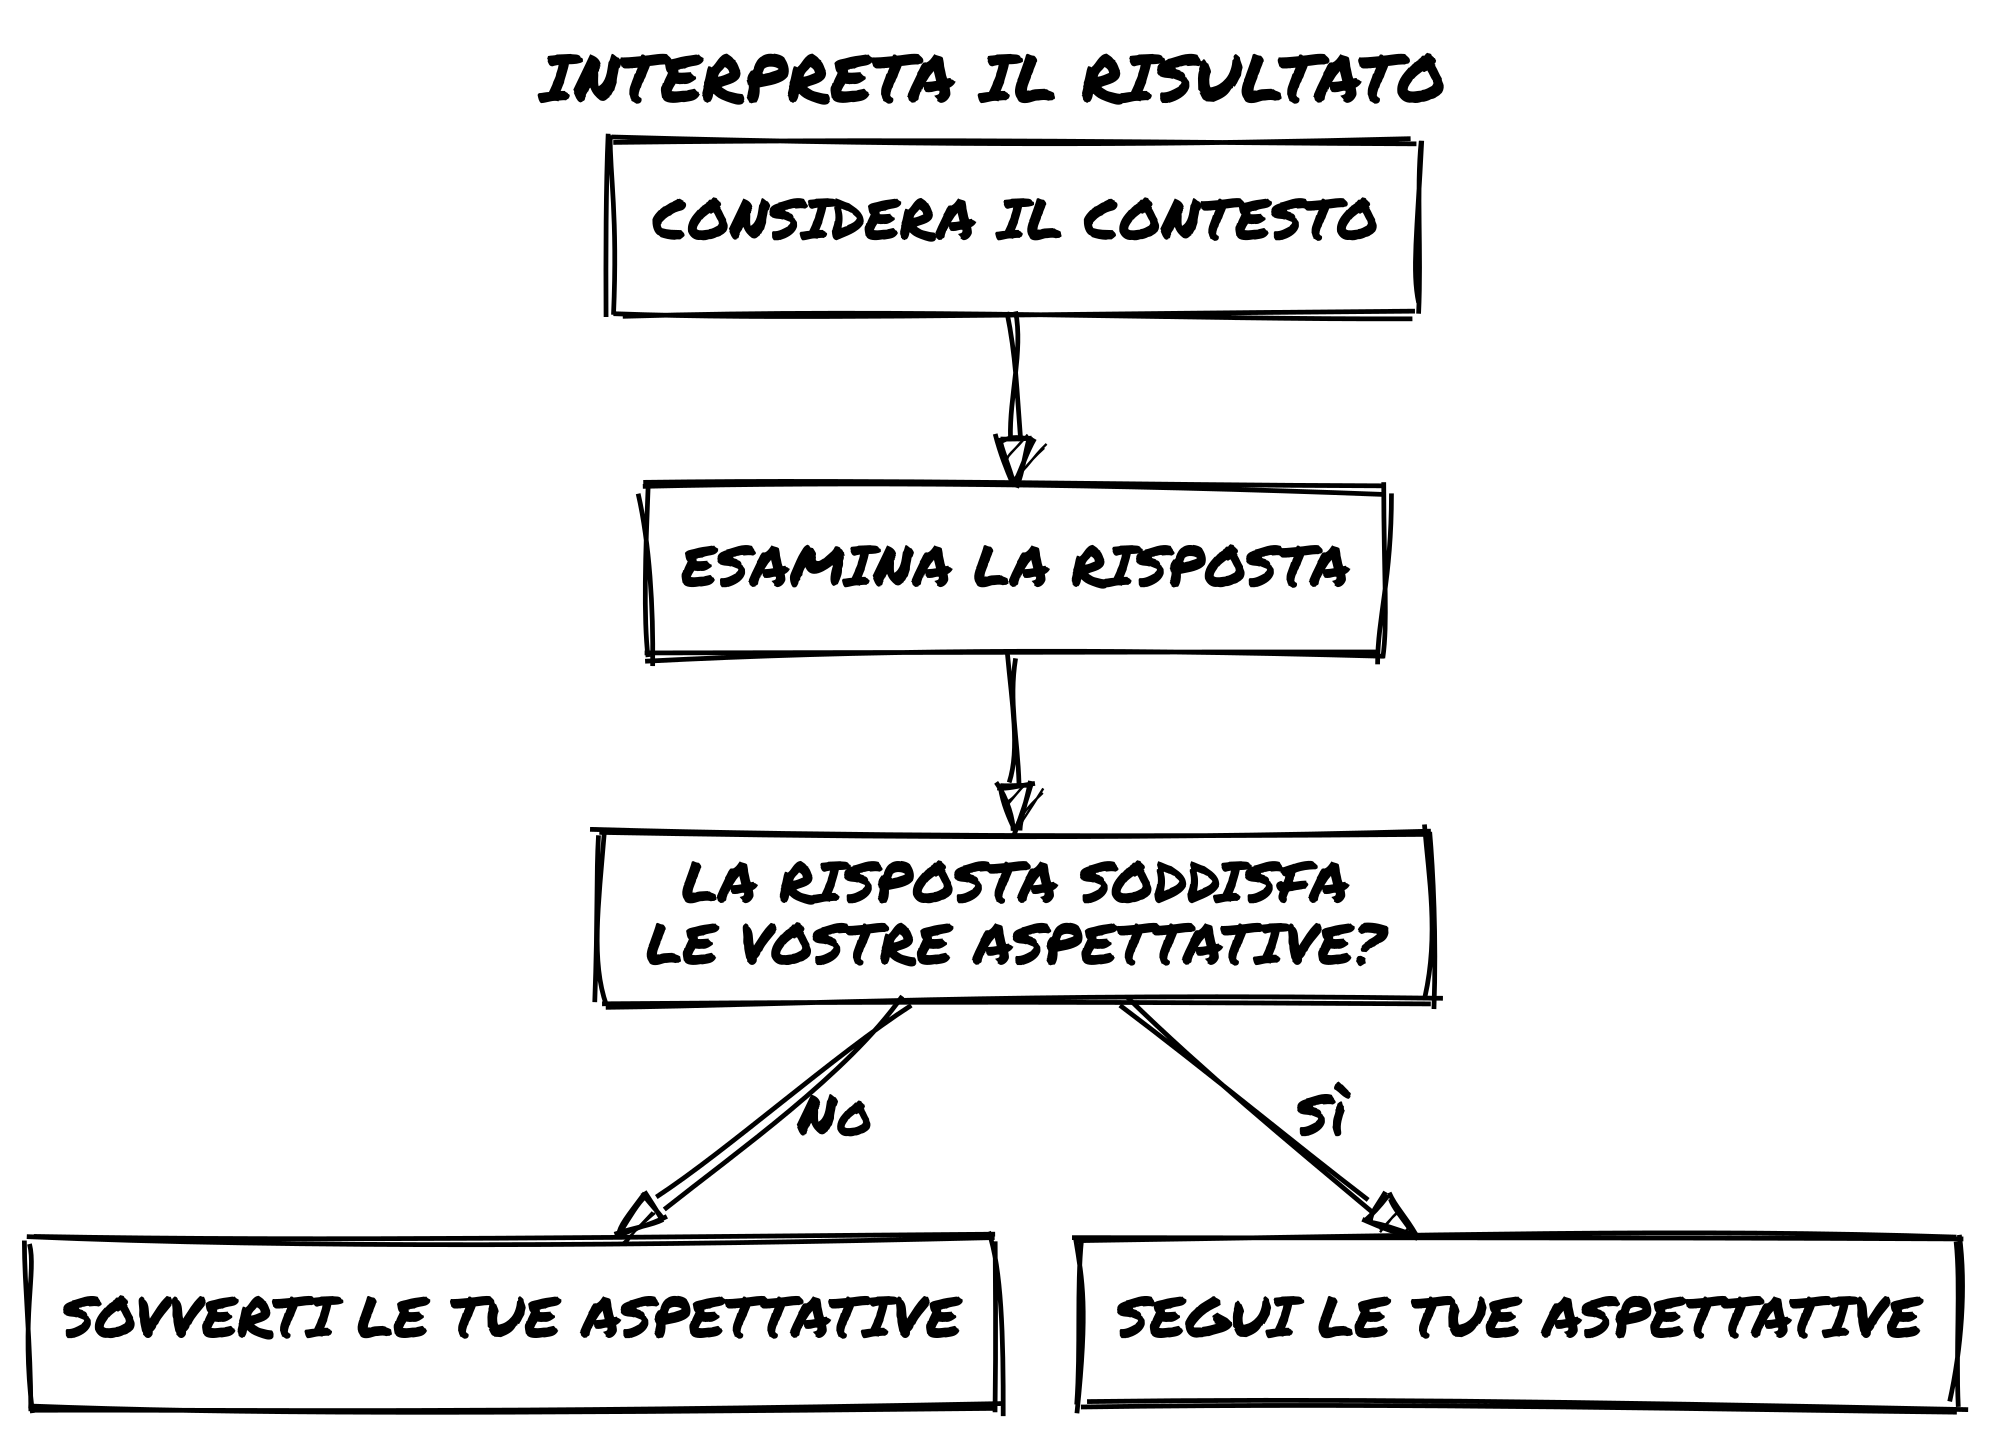 INTERPRETA IL RISULTATO
CONSIDERA IL CONTESTO
ESAMINA LA RISPOSTA
LA RISPOSTA SODDISFA
LE VOSTRE ASPETTATIVE?
No
Sì
SOVVERTI LE TUE ASPETTATIVE
SEGUI LE TUE ASPETTATIVE